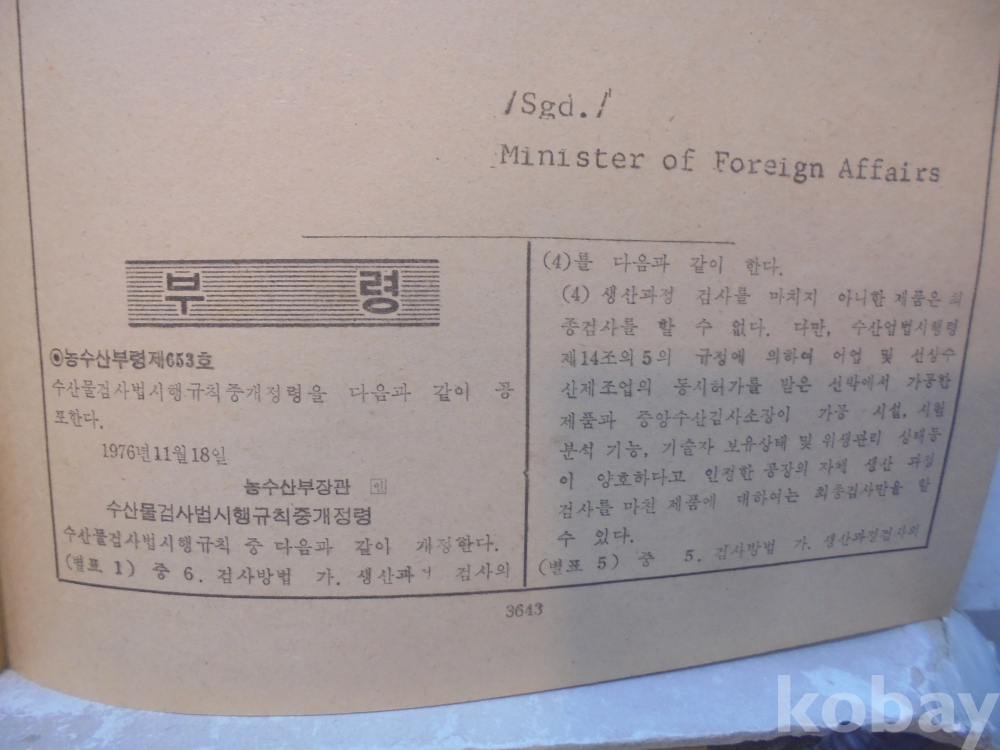 /Sgd./
Minister of Foreign Affairs
부 령
◉농수산부령제653호
수산물검사법시행규칙중개정령을 다음과 같이 공
포한다.
1976년11월18일
농수산부장관 ㊞
수산물검사법시행규칙중개정령
수산물검사법시행규칙 중 다음과 같이 개정한다.
(별표 1) 중 6. 검사방법 가. 생산과정 검사의
(4)를 다음과 같이 한다.
(4) 생산과정 검사를 마치지 아니한 제품은 최
종검사를 할 수 없다. 다만, 수산업법시행령
제14조의 5의 규정에 의하여 어업 및 선상수
산제조업의 동시허가를 받은 선박에서 가공한
제품과 중앙수산검사소장이 가공 시설, 시험
분석 기능, 기술자 보유상태 및 위생관리 상태등
이 양호하다고 인정한 공장의 자체 생산 과정
검사를 마친 제품에 대하여는 최종검사만을 할
수 있다.
(별표 5) 중 5. 검사방법 가. 생산과정검사의
3643
kobay